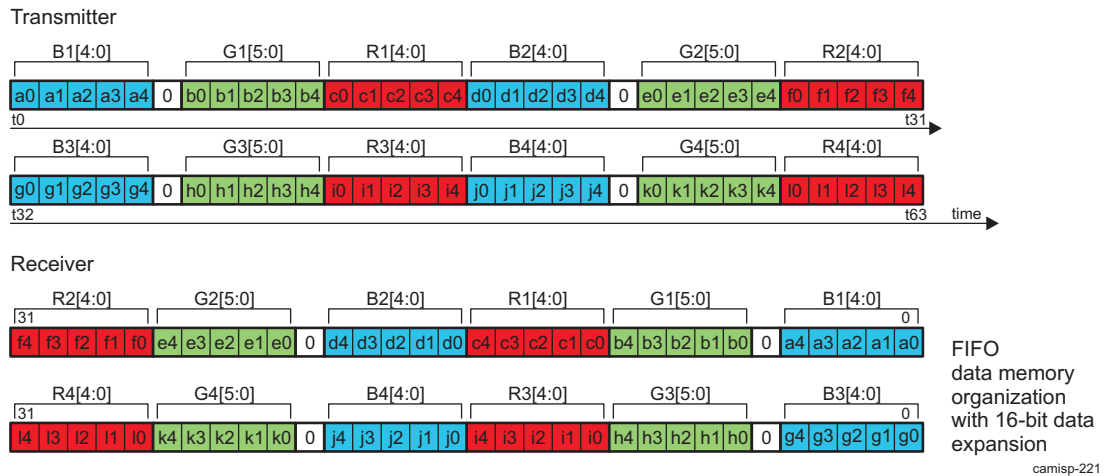 Transmitter
B1[4:0] G1[5:0] R1[4:0] B2[4:0] G2[5:0] R2[4:0]
a0 a1 a2 a3 a4 0 b0 b1 b2 b3 b4 c0 c1 c2 c3 c4 d0 d1 d2 d3 d4 0 e0 e1 e2 e3 e4 f0 f1 f2 f3 f4
t0 t31
B3[4:0] G3[5:0] R3[4:0] B4[4:0] G4[5:0] R4[4:0]
g0 g1 g2 g3 g4 0 h0 h1 h2 h3 h4 i0 i1 i2 i3 i4 j0 j1 j2 j3 j4 0 k0 k1 k2 k3 k4 l0 l1 l2 l3 l4
t32 t63 time
Receiver
R2[4:0] G2[5:0] B2[4:0] R1[4:0] G1[5:0] B1[4:0]
31 0
f4 f3 f2 f1 f0 e4 e3 e2 e1 e0 0 d4 d3 d2 d1 d0 c4 c3 c2 c1 c0 b4 b3 b2 b1 b0 0 a4 a3 a2 a1 a0
R4[4:0] G4[5:0] B4[4:0] R3[4:0] G3[5:0] B3[4:0]
31 0
l4 l3 l2 l1 l0 k4 k3 k2 k1 k0 0 j4 j3 j2 j1 j0 i4 i3 i2 i1 i0 h4 h3 h2 h1 h0 0 g4 g3 g2 g1 g0
FIFO
data memory
organization
with 16-bit data
expansion
camisp-221